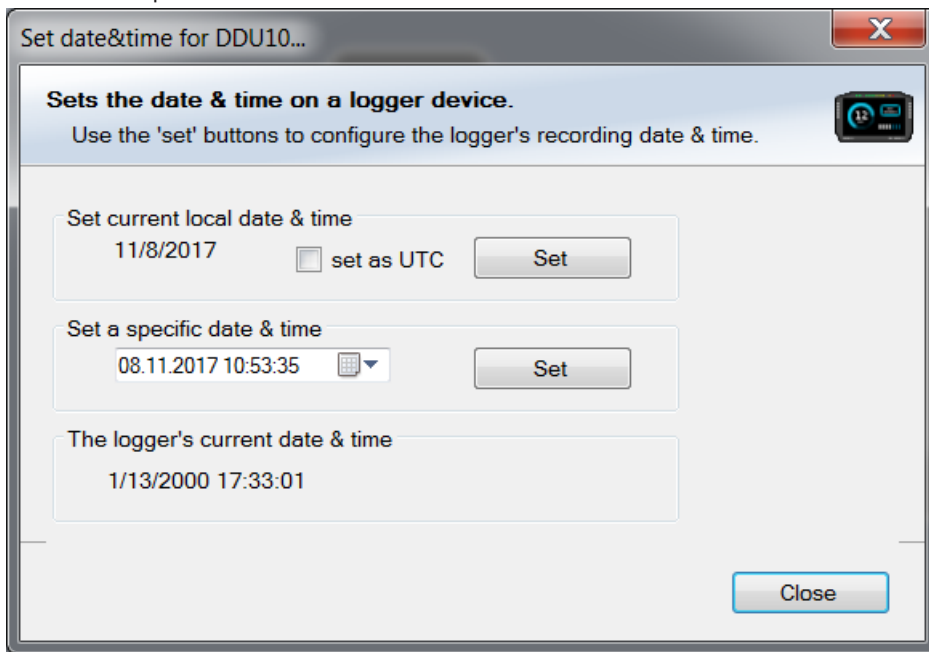 Set date&time for DDU10...
Sets the date & time on a logger device.
Use the 'set' buttons to configure the logger's recording date & time.
12
Set current local date & time
11/8/2017
set as UTC
Set
Set a specific date & time
08.11.2017 10:53:35
Set
The logger's current date & time
1/13/2000 17:33:01
Close